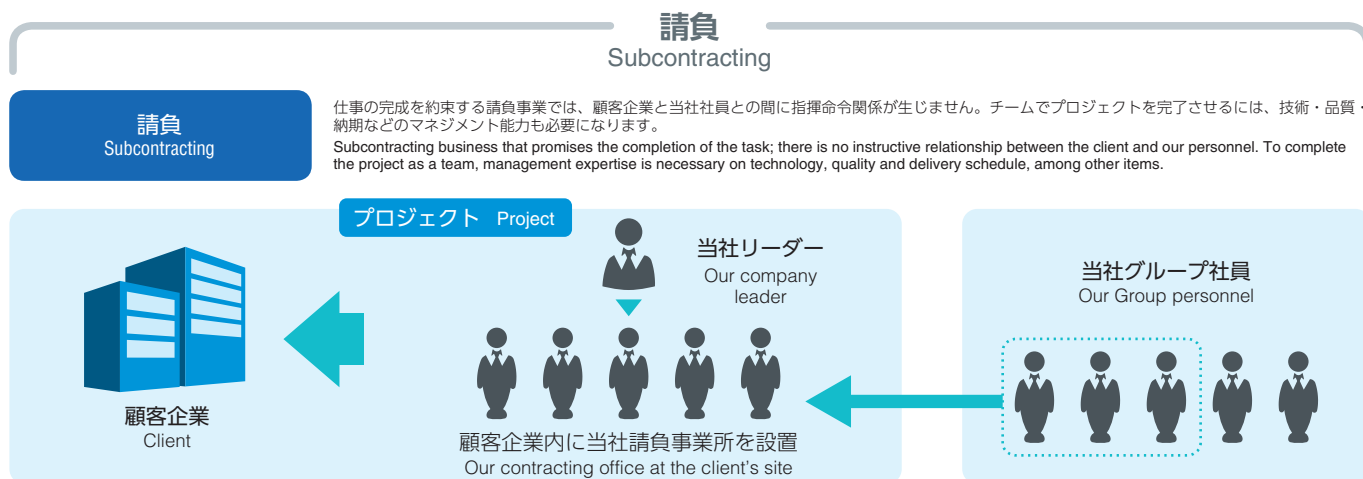 請負
Subcontracting
請負
Subcontracting
仕事の完成を約束する請負事業では、顧客企業と当社社員との間に指揮命令関係が生じません。チームでプロジェクトを完了させるには、技術・品質・
納期などのマネジメント能力も必要になります。
Subcontracting business that promises the completion of the task; there is no instructive relationship between the client and our personnel. To complete
the project as a team, management expertise is necessary on technology, quality and delivery schedule, among other items.
プロジェクト Project
当社リーダー
Our company
leader
顧客企業
Client
顧客企業内に当社請負事業所を設置
Our contracting office at the client's site
当社グループ社員
Our Group personnel